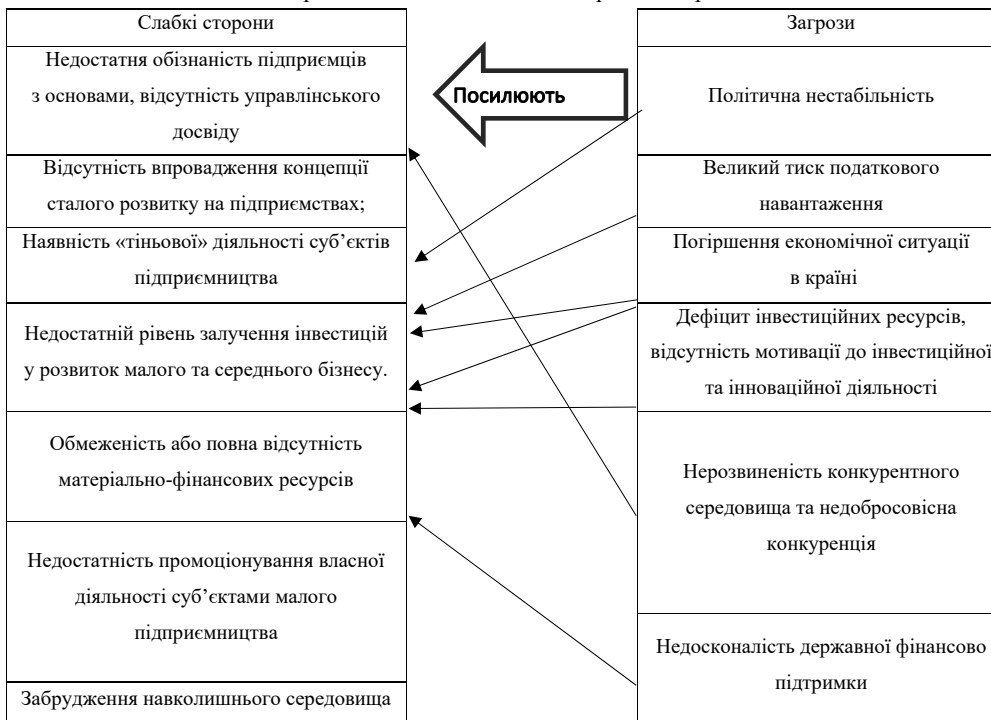 Слабкі сторони
Недостатня обізнаність підприємців
з основами, відсутність управлінського
досвіду
Відсутність впровадження концепції
сталого розвитку на підприємствах;
Наявність «тіньової» діяльності суб’єктів
підприємництва
Недостатній рівень залучення інвестицій
у розвиток малого та середнього бізнесу.
Обмеженість або повна відсутність
матеріально-фінансових ресурсів
Недостатність промоціонування власної
діяльності суб’єктами малого
підприємництва
Забрудження навколишнього середовища
Посилюють
Загрози
Політична нестабільність
Великий тиск податкового
навантаження
Погіршення економічної ситуації
в країні
Дефіцит інвестиційних ресурсів,
відсутність мотивації до інвестиційної
та інноваційної діяльності
Нерозвиненість конкурентного
середовища та недобросовісна
конкуренція
Недосконалість державної фінансово
підтримки